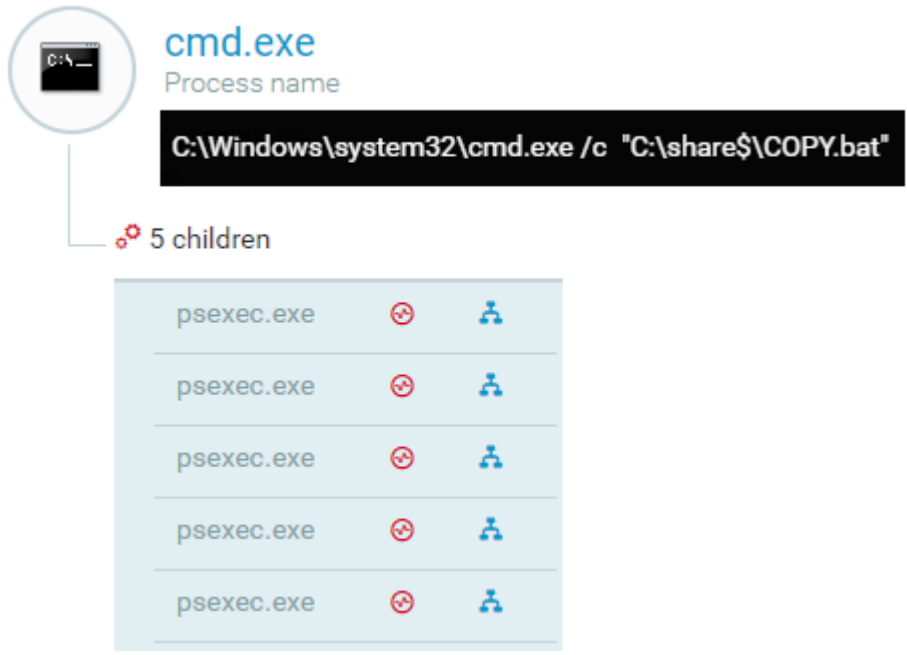 C:\
cmd.exe
Process name
C:\Windows\system32\cmd.exe /c  "C:\share$\COPY.bat"
5 children
psexec.exe
psexec.exe
psexec.exe
psexec.exe
psexec.exe